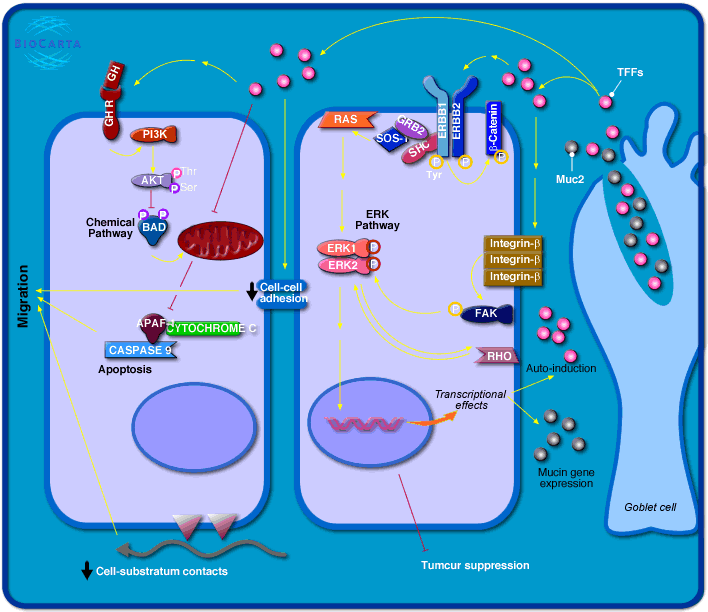 BIOCARTA
GH
GHR
PI3K
AKT
Thr
Ser
P
P
Chemical
Pathway
P
P
BAD
Migration
Cell-cell
adhesion
APAF-1
CYTOCHROME C
CASPASE 9
Apoptosis
Cell-substratum contacts
RAS
SOS-1
GRB2
SHC
ERBB1
ERBB2
β-Catenin
P
P
P
Tyr
ERK
Pathway
ERK1
P
ERK2
P
Integrin-β
Integrin-β
Integrin-β
P
FAK
RHO
Transcriptional
effects
Tumcur suppression
TFFs
Muc2
Auto-induction
Mucin gene
expression
Goblet cell